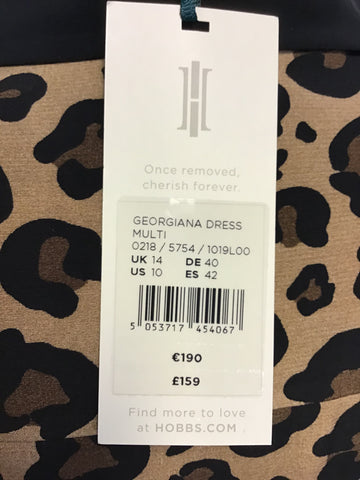 Once removed,
cherish forever.
GEORGIANA DRESS
MULTI
0218 / 5754 / 1019L00
UK 14 DE 40
US 10 ES 42
5 053717 454067
€190
£159
Find more to love
at HOBBS.COM